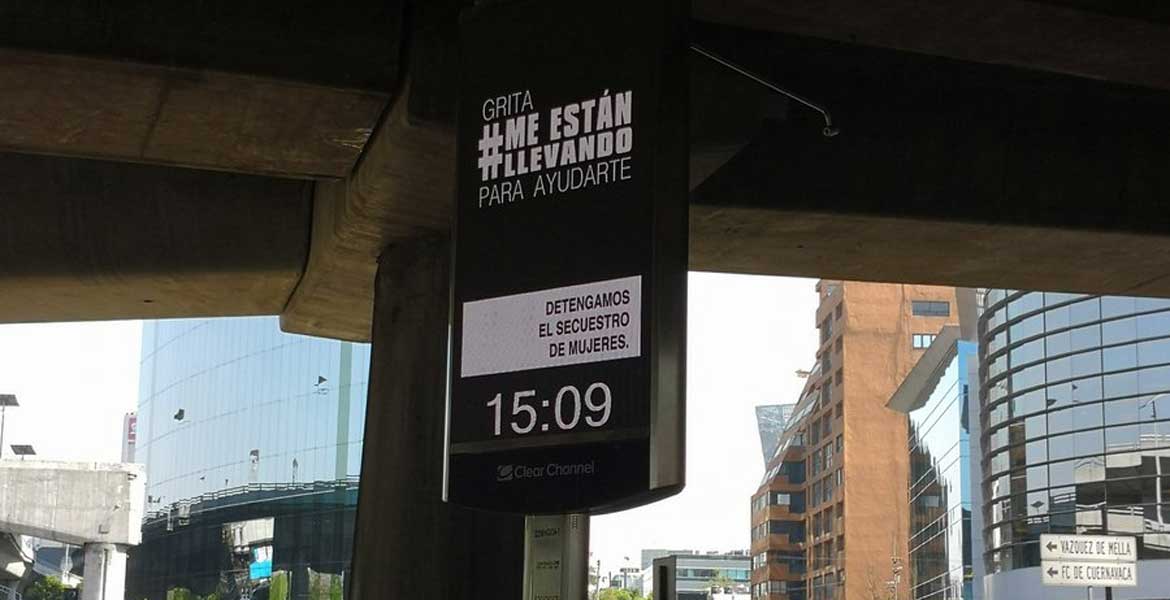 GRITA
#ME ESTÁN
LLEVANDO
PARA AYUDARTE
DETENGAMOS
EL SECUESTRO
DE MUJERES.
15:09
Clear Channel
← VAZQUEZ DE MELLA
← FC DE CUERNAVACA